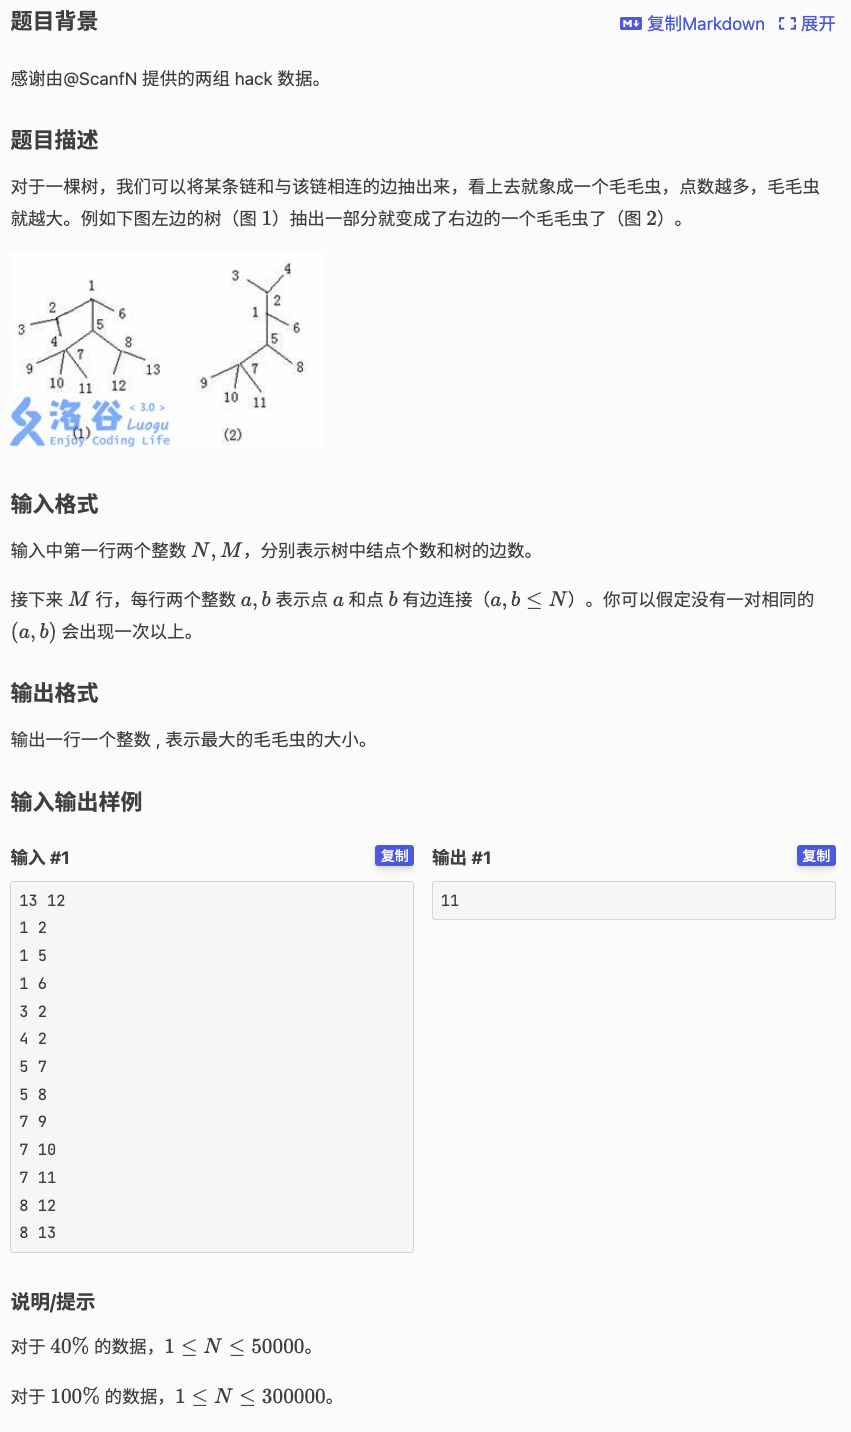 题目背景
复制Markdown 展开
感谢由@ScanfN 提供的两组 hack 数据。
题目描述
对于一棵树，我们可以将某条链和与该链相连的边抽出来，看上去就象成一个毛毛虫，点数越多，毛毛虫
就越大。例如下图左边的树（图 1）抽出一部分就变成了右边的一个毛毛虫了（图 2）。
1
2
3
4
5
6
7
8
9
10
11
12
13
洛谷 < 3.0 >
Luogu
Enjoy Coding Life
(1)
3
4
2
1
6
5
7
8
9
10
11
(2)
输入格式
输入中第一行两个整数 N, M，分别表示树中结点个数和树的边数。
接下来 M 行，每行两个整数 a, b 表示点 a 和点 b 有边连接（a, b ≤ N）。你可以假定没有一对相同的
(a, b) 会出现一次以上。
输出格式
输出一行一个整数 , 表示最大的毛毛虫的大小。
输入输出样例
输入 #1
复制
13 12
1 2
1 5
1 6
3 2
4 2
5 7
5 8
7 9
7 10
7 11
8 12
8 13
输出 #1
复制
11
说明/提示
对于 40% 的数据，1 ≤ N ≤ 50000。
对于 100% 的数据，1 ≤ N ≤ 300000。